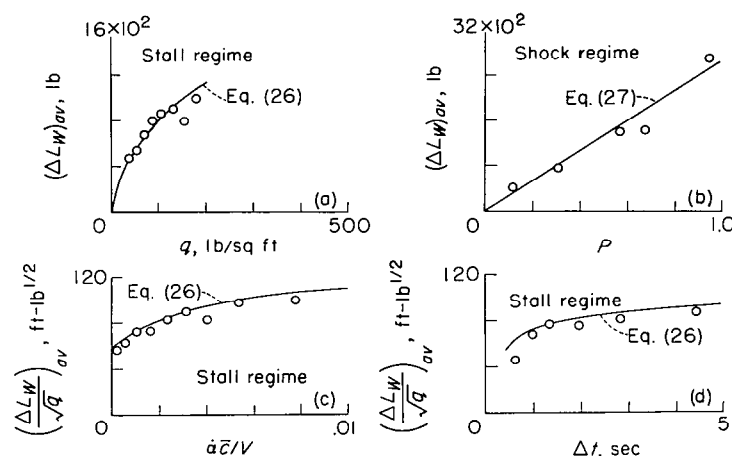 16×10²
Stall regime
Eq. (26)
(ΔL_W)_av, lb
(a)
0
500
q, lb/sq ft
32×10²
Shock regime
Eq. (27)
(ΔL_W)_av, lb
(b)
0
1.0
P
120
Eq. (26)
(ΔL_W/√q)_av, ft-lb^1/2
Stall regime
(c)
0
.01
α̇c̄/V
120
Stall regime
Eq. (26)
(ΔL_W/√q)_av, ft-lb^1/2
(d)
0
5
Δt, sec